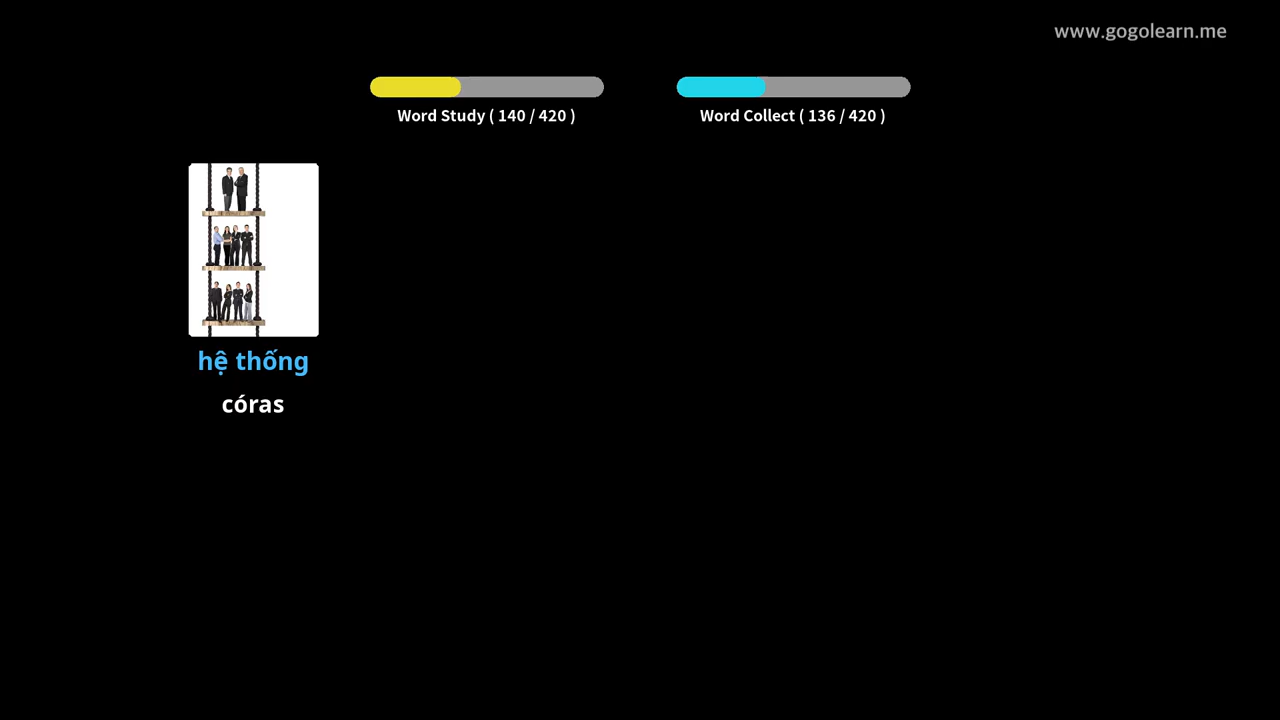 www.gogolearn.me
Word Study ( 140 / 420 )
Word Collect ( 136 / 420 )
hệ thống
córas